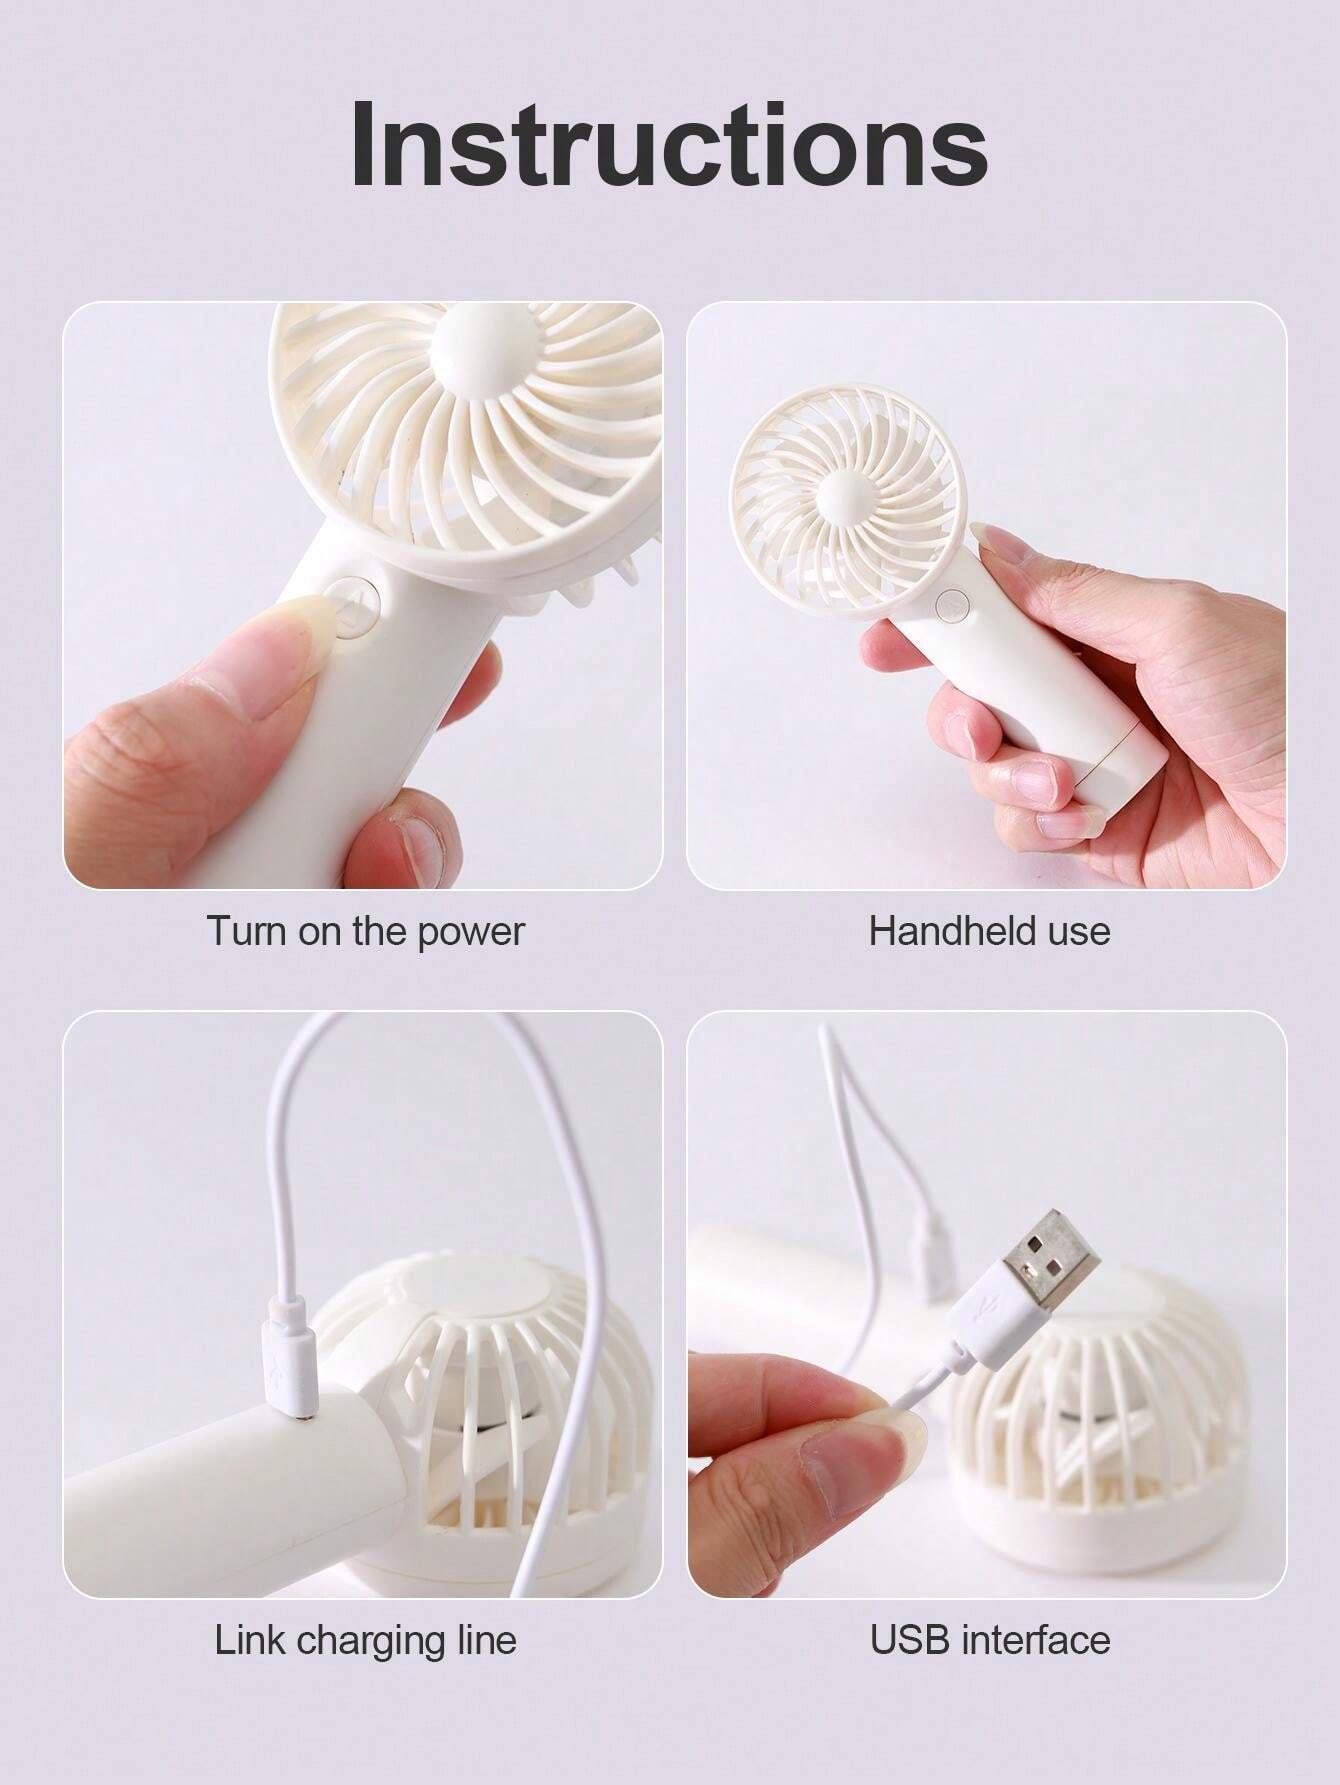 Instructions
Turn on the power
Handheld use
Link charging line
USB interface